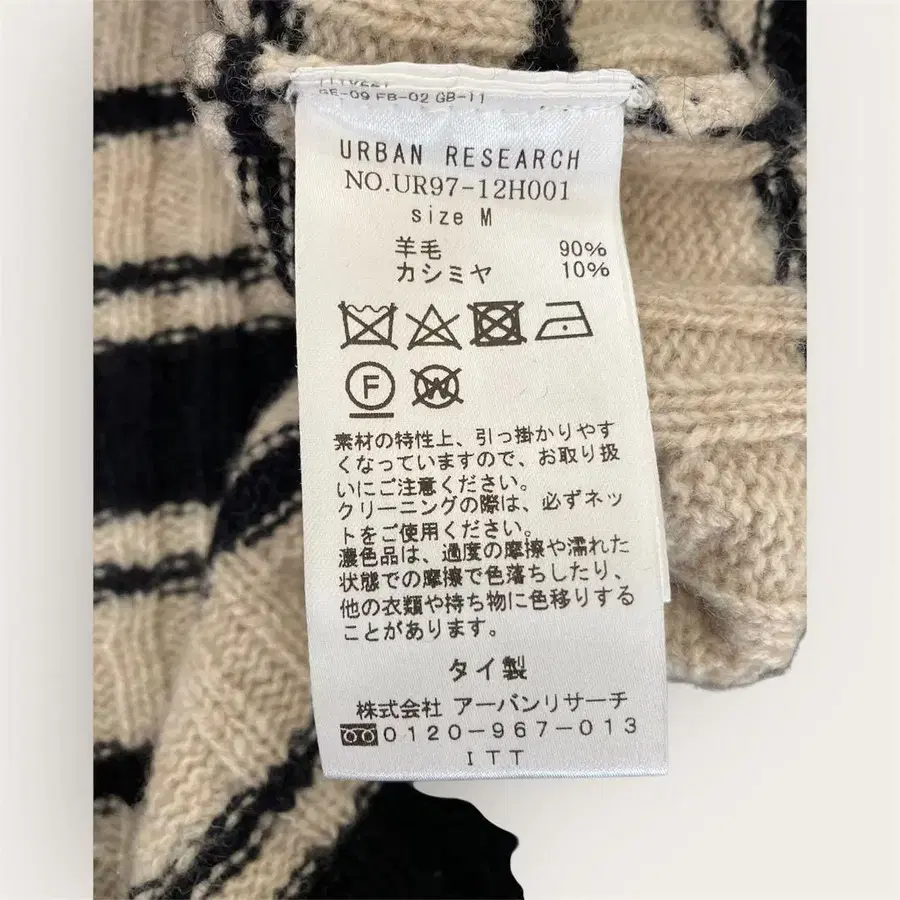 GE-09 FB-02 GB-11
URBAN RESEARCH
NO.UR97-12H001
size M
羊毛 90%
カシミヤ 10%
F
W
素材の特性上、引っ掛かりやす
くなっていますので、お取り扱
いにご注意ください。
クリーニングの際は、必ずネッ
トをご使用ください。
濃色品は、過度の摩擦や濡れた
状態での摩擦で色落ちしたり、
他の衣類や持ち物に色移りする
ことがあります。
タイ製
株式会社 アーバンリサーチ
0120-967-013
ITT